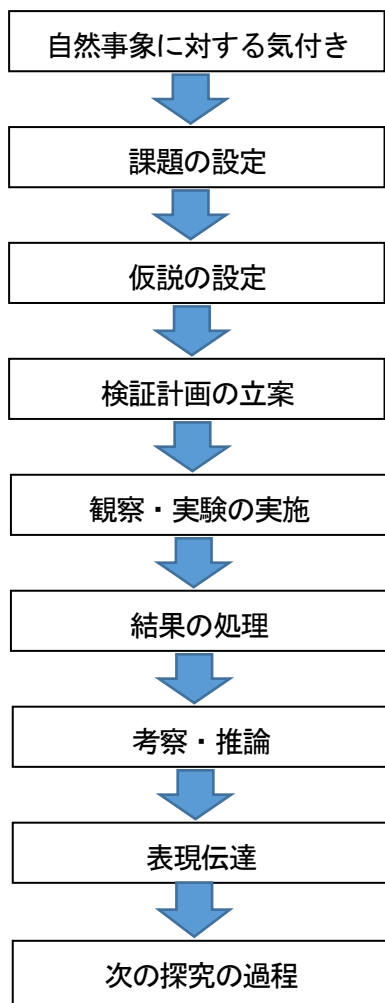 自然事象に対する気付き
課題の設定
仮説の設定
検証計画の立案
観察・実験の実施
結果の処理
考察・推論
表現伝達
次の探究の過程